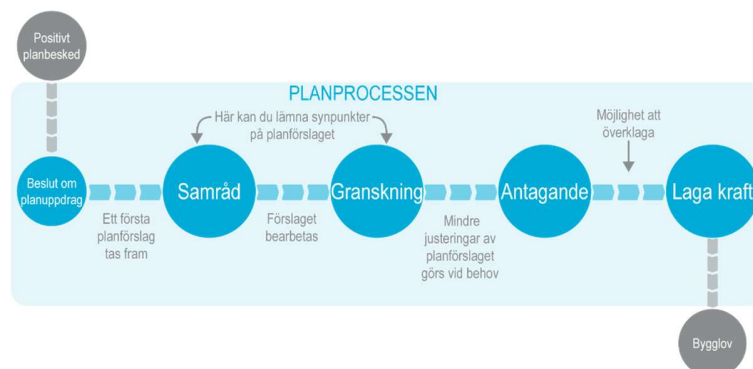 Positivt
planbesked
PLANPROCESSEN
Här kan du lämna synpunkter
på planförslaget
Möjlighet att
överklaga
Beslut om
planuppdrag
Samråd
Granskning
Antagande
Laga kraft
Ett första
planförslag
tas fram
Förslaget
bearbetas
Mindre
justeringar av
planförslaget
görs vid behov
Bygglov